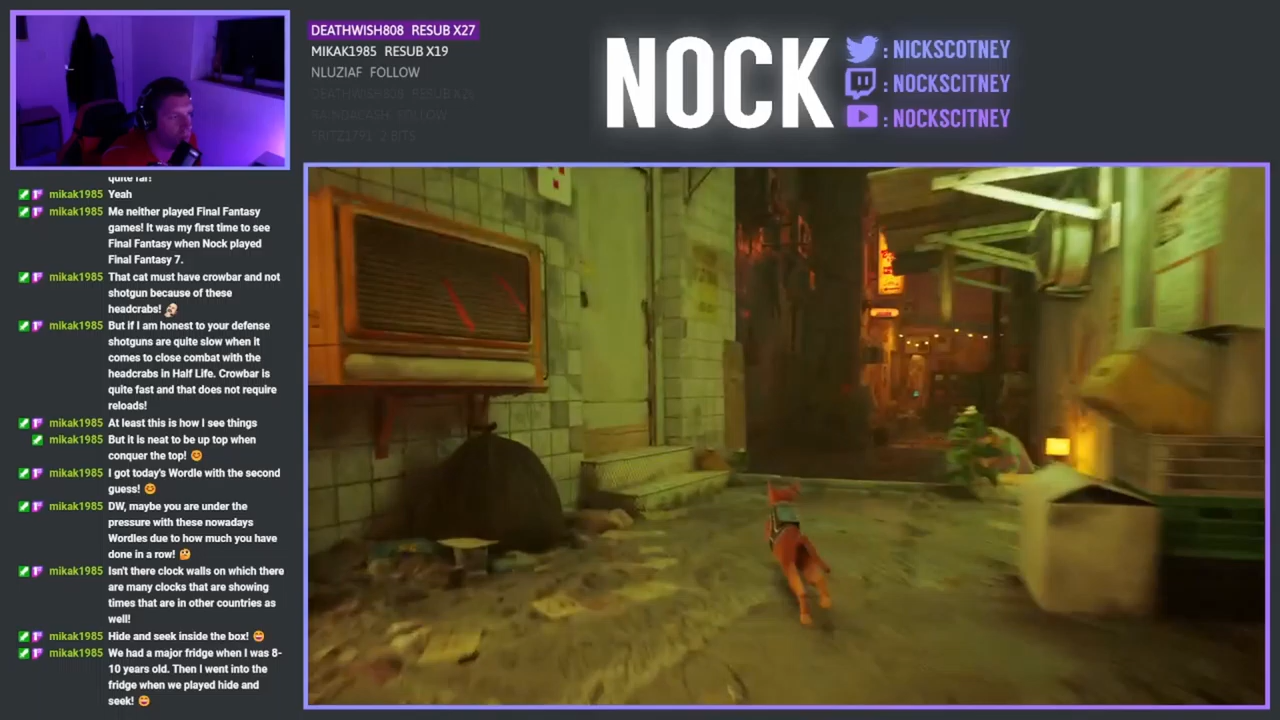 DEATHWISH808 RESUB X27
MIKAK1985 RESUB X19
NLUZIAF FOLLOW
DEATHWISH808 RESUB X26
FRITZ1791 2 BITS
NOCK
: NICKSCOTNEY
: NOCKSCITNEY
: NOCKSCITNEY
quite far!
mikak1985 Yeah
mikak1985 Me neither played Final Fantasy
games! It was my first time to see
Final Fantasy when Nock played
Final Fantasy 7.
mikak1985 That cat must have crowbar and not
shotgun because of these
headcrabs!
mikak1985 But if I am honest to your defense
shotguns are quite slow when it
comes to close combat with the
headcrabs in Half Life. Crowbar is
quite fast and that does not require
reloads!
mikak1985 At least this is how I see things
mikak1985 But it is neat to be up top when
conquer the top! 😊
mikak1985 I got today's Wordle with the second
guess! 😊
mikak1985 DW, maybe you are under the
pressure with these nowadays
Wordles due to how much you have
done in a row! 🤔
mikak1985 Isn't there clock walls on which there
are many clocks that are showing
times that are in other countries as
well!
mikak1985 Hide and seek inside the box! 😄
mikak1985 We had a major fridge when I was 8-
10 years old. Then I went into the
fridge when we played hide and
seek! 😄